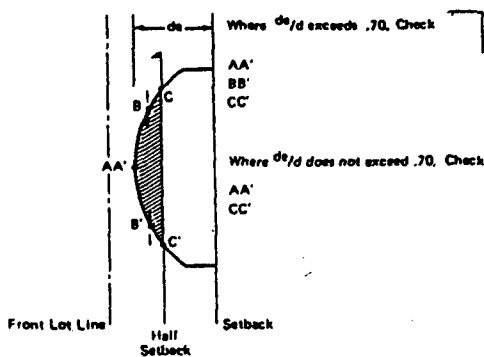 de
Where de/d exceeds .70, Check
AA'
BB'
CC'
B
C
AA'
Where de/d does not exceed .70, Check
AA'
CC'
B'
C'
Front Lot Line
Half
Setback
Setback